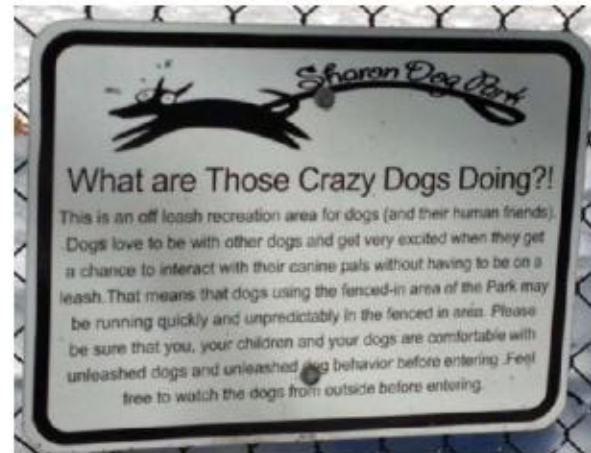 Sharon Dog Park
What are Those Crazy Dogs Doing?!
This is an off leash recreation area for dogs (and their human friends).
Dogs love to be with other dogs and get very excited when they get
a chance to interact with their canine pals without having to be on a
leash.That means that dogs using the fenced-in area of the Park may
be running quickly and unpredictably in the fenced in area. Please
be sure that you, your children and your dogs are comfortable with
unleashed dogs and unleashed dog behavior before entering .Feel
free to watch the dogs from outside before entering.